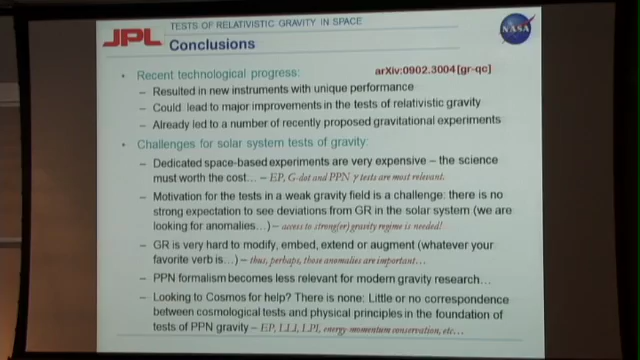 TESTS OF RELATIVISTIC GRAVITY IN SPACE
JPL
Conclusions
NASA
• Recent technological progress:
arXiv:0902.3004[gr-qc]
– Resulted in new instruments with unique performance
– Could lead to major improvements in the tests of relativistic gravity
– Already led to a number of recently proposed gravitational experiments
• Challenges for solar system tests of gravity:
– Dedicated space-based experiments are very expensive – the science
must worth the cost… – EP, G-dot and PPN γ tests are most relevant.
– Motivation for the tests in a weak gravity field is a challenge: there is no
strong expectation to see deviations from GR in the solar system (we are
looking for anomalies…) – access to strong(er) gravity regime is needed!
– GR is very hard to modify, embed, extend or augment (whatever your
favorite verb is…) – thus, perhaps, those anomalies are important…
– PPN formalism becomes less relevant for modern gravity research…
– Looking to Cosmos for help? There is none: Little or no correspondence
between cosmological tests and physical principles in the foundation of
tests of PPN gravity – EP, LLI, LPI, energy-momentum conservation, etc…